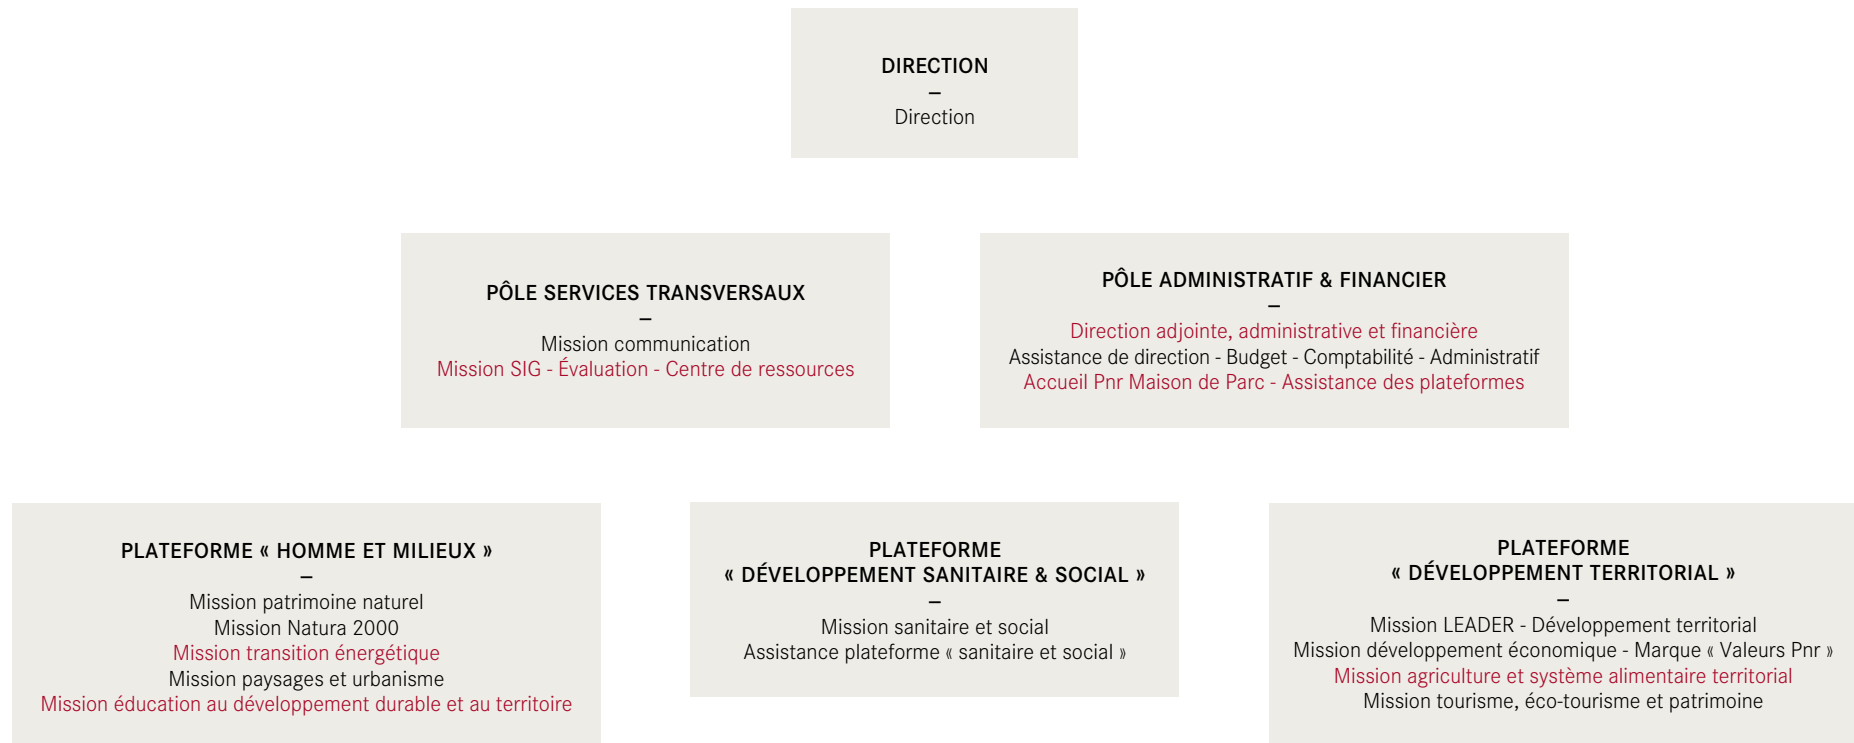 DIRECTION
–
Direction
PÔLE SERVICES TRANSVERSAUX
–
Mission communication
Mission SIG - Évaluation - Centre de ressources
PÔLE ADMINISTRATIF & FINANCIER
–
Direction adjointe, administrative et financière
Assistance de direction - Budget - Comptabilité - Administratif
Accueil Pnr Maison de Parc - Assistance des plateformes
PLATEFORME « HOMME ET MILIEUX »
–
Mission patrimoine naturel
Mission Natura 2000
Mission transition énergétique
Mission paysages et urbanisme
Mission éducation au développement durable et au territoire
PLATEFORME
« DÉVELOPPEMENT SANITAIRE & SOCIAL »
–
Mission sanitaire et social
Assistance plateforme « sanitaire et social »
PLATEFORME
« DÉVELOPPEMENT TERRITORIAL »
–
Mission LEADER - Développement territorial
Mission développement économique - Marque « Valeurs Pnr »
Mission agriculture et système alimentaire territorial
Mission tourisme, éco-tourisme et patrimoine